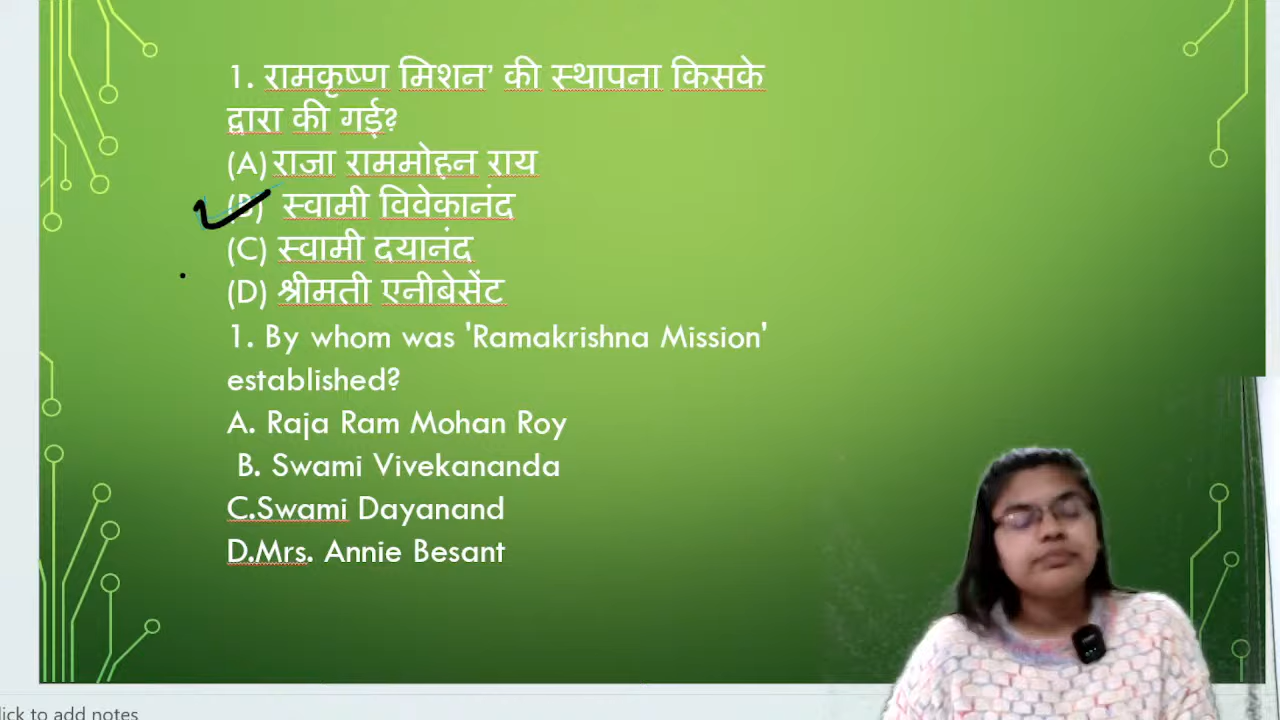 1. रामकृष्ण मिशन' की स्थापना किसके
द्वारा की गई?
(A) राजा राममोहन राय
(B) स्वामी विवेकानंद
(C) स्वामी दयानंद
(D) श्रीमती एनीबेसेंट
1. By whom was 'Ramakrishna Mission'
established?
A. Raja Ram Mohan Roy
B. Swami Vivekananda
C.Swami Dayanand
D.Mrs. Annie Besant
lick to add notes